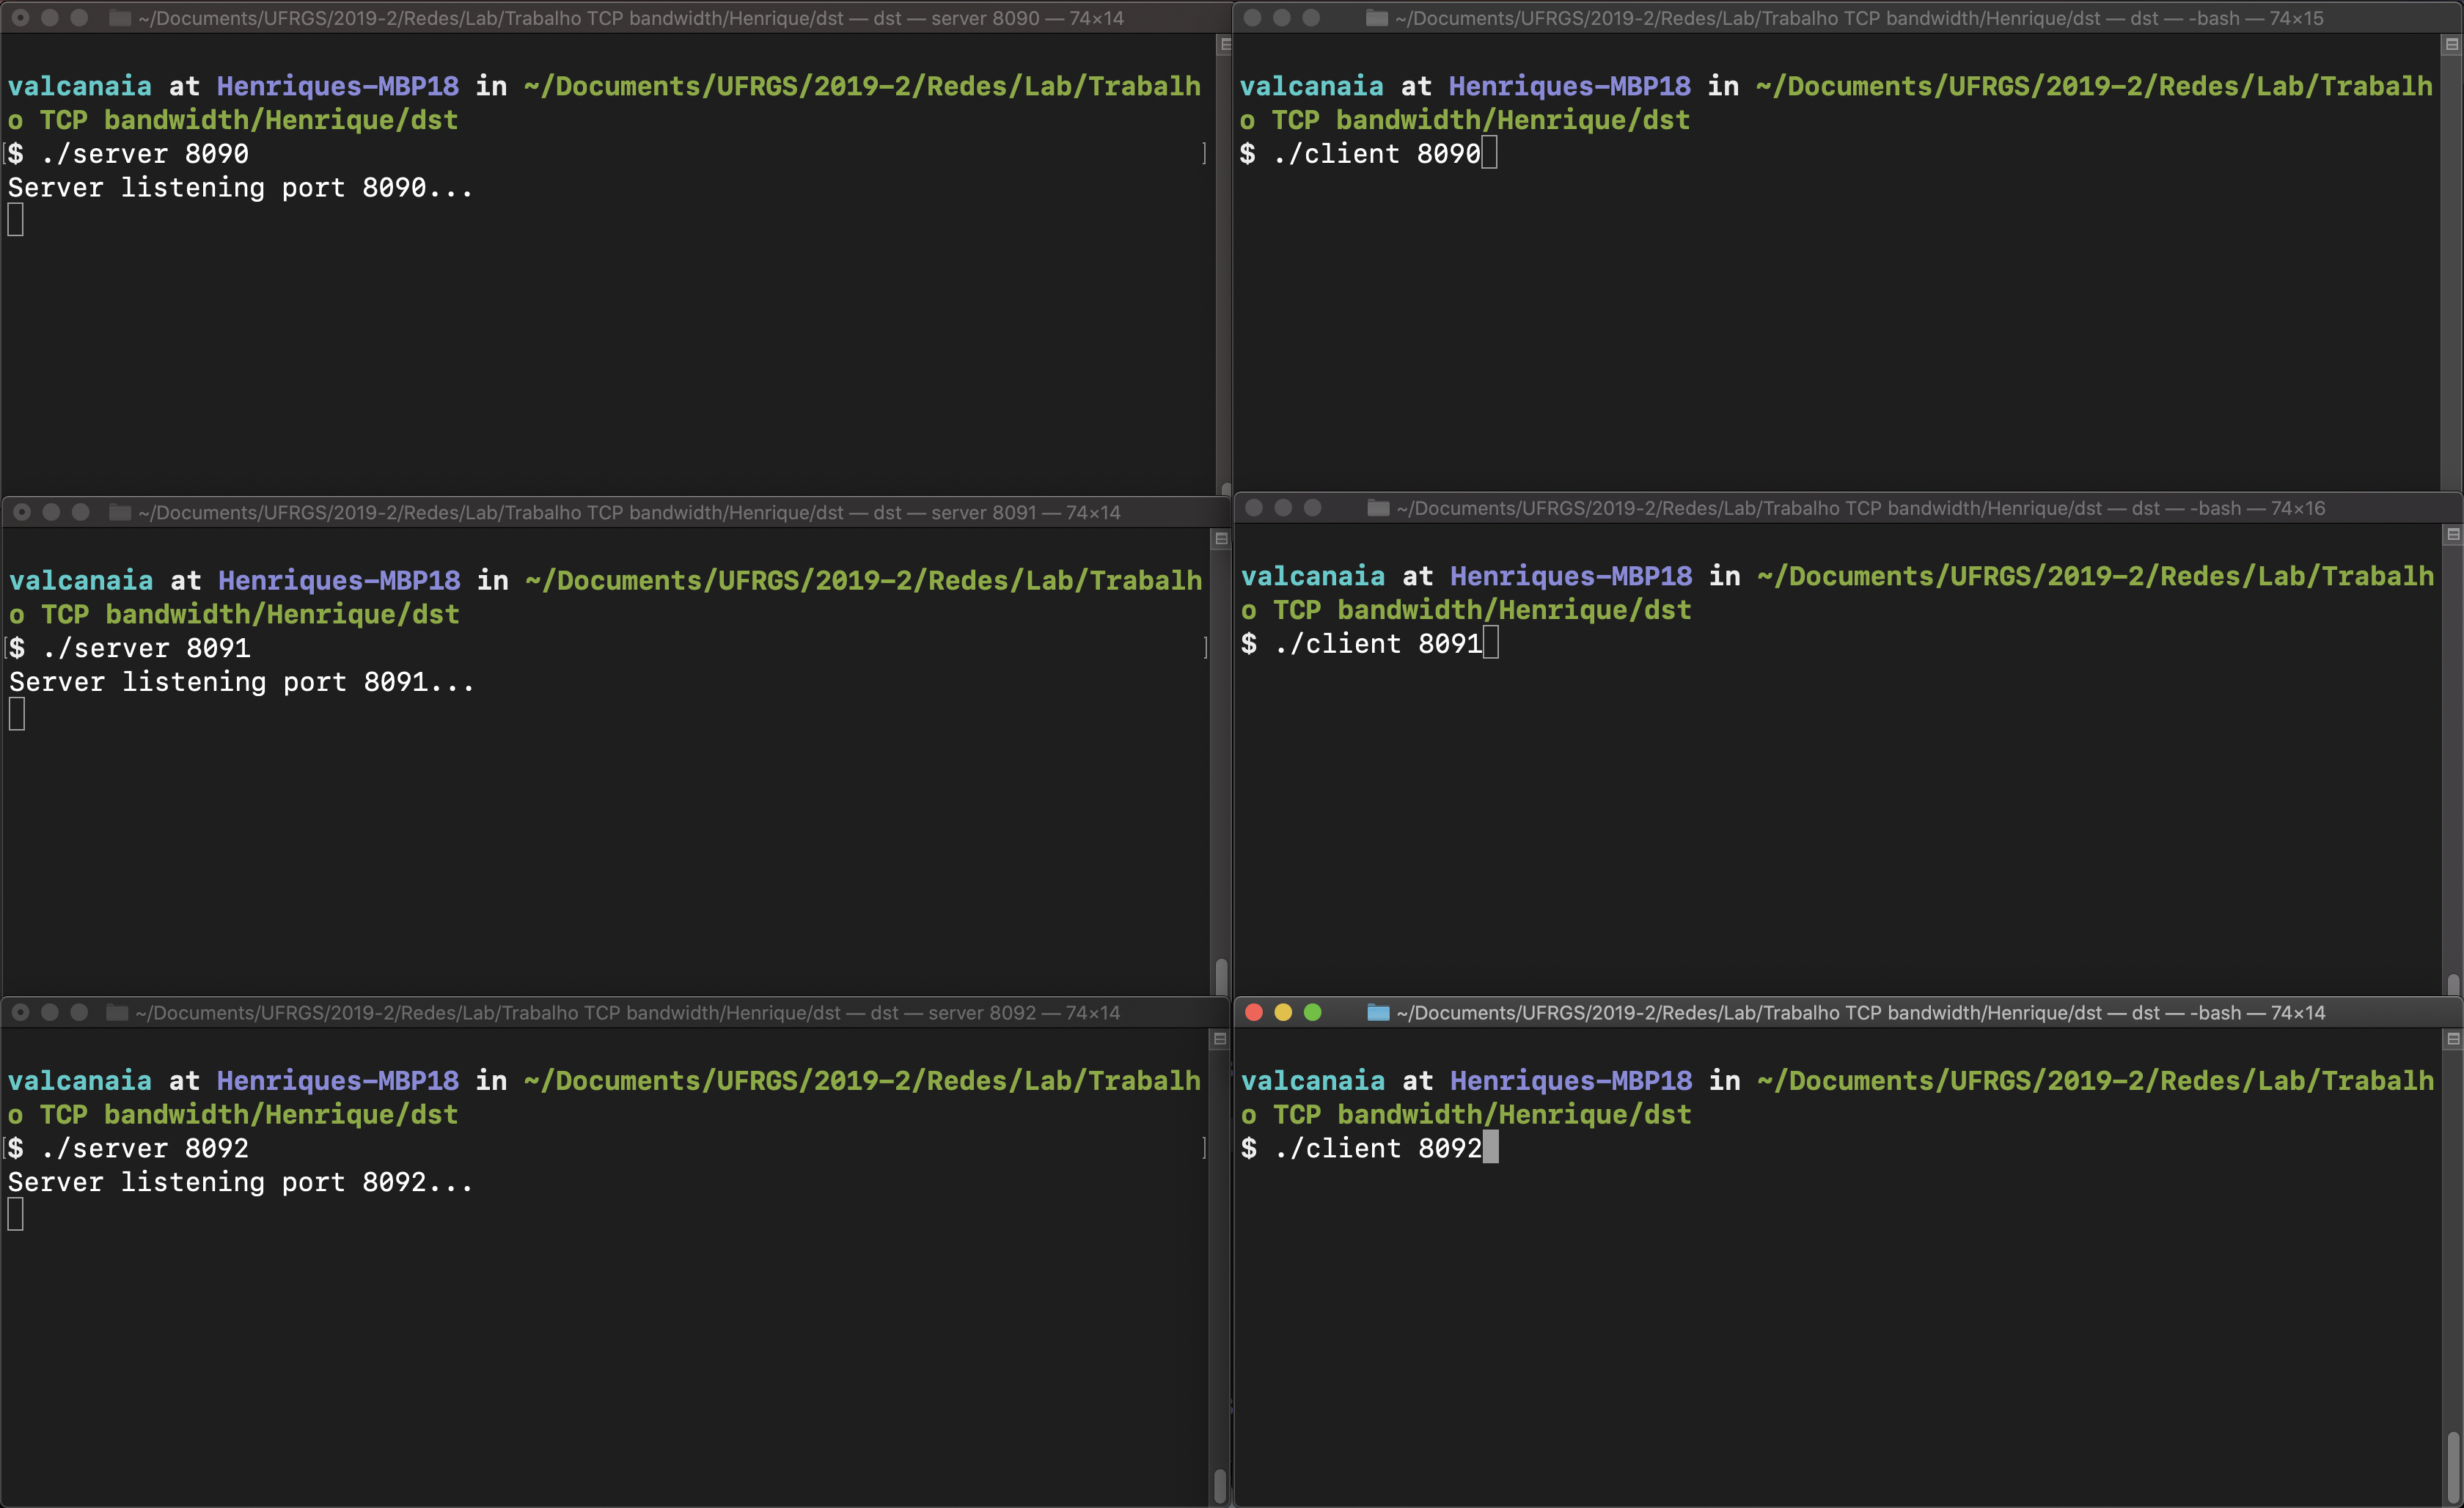 ~/Documents/UFRGS/2019-2/Redes/Lab/Trabalho TCP bandwidth/Henrique/dst — dst — server 8090 — 74×14
valcanaia at Henriques-MBP18 in ~/Documents/UFRGS/2019-2/Redes/Lab/Trabalh
o TCP bandwidth/Henrique/dst
[$ ./server 8090 ]
Server listening port 8090...
~/Documents/UFRGS/2019-2/Redes/Lab/Trabalho TCP bandwidth/Henrique/dst — dst — -bash — 74×15
valcanaia at Henriques-MBP18 in ~/Documents/UFRGS/2019-2/Redes/Lab/Trabalh
o TCP bandwidth/Henrique/dst
$ ./client 8090
~/Documents/UFRGS/2019-2/Redes/Lab/Trabalho TCP bandwidth/Henrique/dst — dst — server 8091 — 74×14
valcanaia at Henriques-MBP18 in ~/Documents/UFRGS/2019-2/Redes/Lab/Trabalh
o TCP bandwidth/Henrique/dst
[$ ./server 8091 ]
Server listening port 8091...
~/Documents/UFRGS/2019-2/Redes/Lab/Trabalho TCP bandwidth/Henrique/dst — dst — -bash — 74×16
valcanaia at Henriques-MBP18 in ~/Documents/UFRGS/2019-2/Redes/Lab/Trabalh
o TCP bandwidth/Henrique/dst
$ ./client 8091
~/Documents/UFRGS/2019-2/Redes/Lab/Trabalho TCP bandwidth/Henrique/dst — dst — server 8092 — 74×14
valcanaia at Henriques-MBP18 in ~/Documents/UFRGS/2019-2/Redes/Lab/Trabalh
o TCP bandwidth/Henrique/dst
[$ ./server 8092 ]
Server listening port 8092...
~/Documents/UFRGS/2019-2/Redes/Lab/Trabalho TCP bandwidth/Henrique/dst — dst — -bash — 74×14
valcanaia at Henriques-MBP18 in ~/Documents/UFRGS/2019-2/Redes/Lab/Trabalh
o TCP bandwidth/Henrique/dst
$ ./client 8092